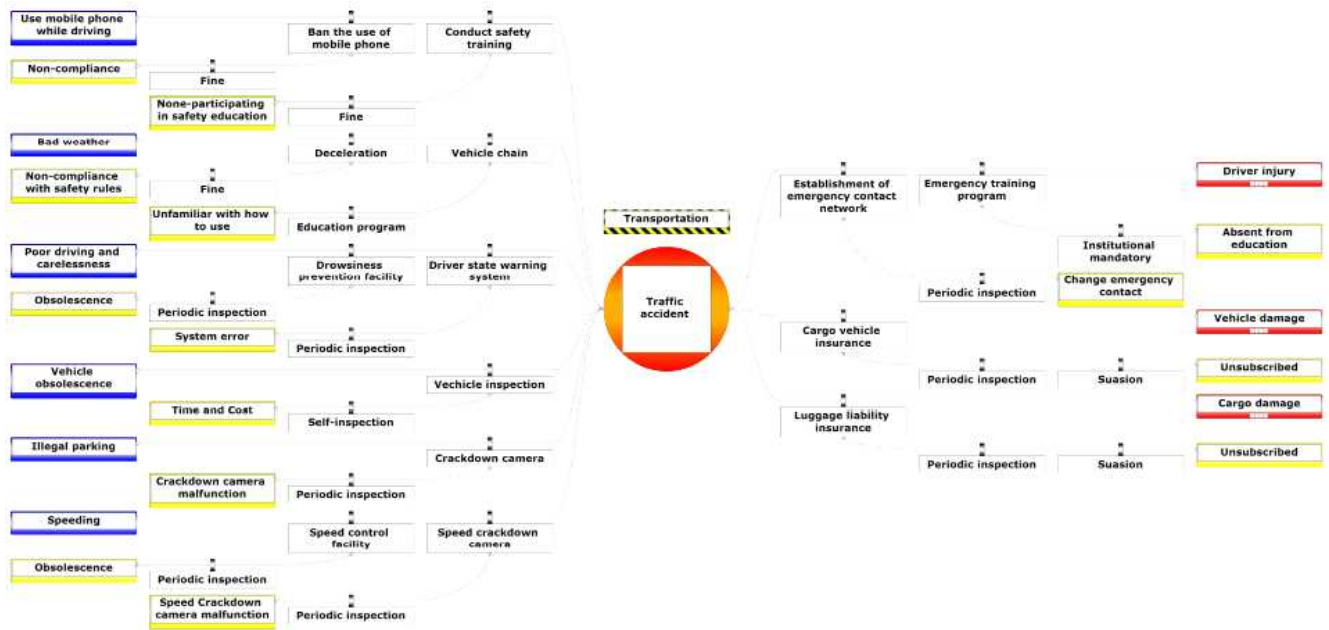 Use mobile phone
while driving
Ban the use of
mobile phone
Conduct safety
training
Non-compliance
Fine
None-participating
in safety education
Fine
Bad weather
Deceleration
Vehicle chain
Non-compliance
with safety rules
Fine
Unfamiliar with how
to use
Education program
Poor driving and
carelessness
Drowsiness
prevention facility
Driver state warning
system
Obsolescence
Periodic inspection
System error
Periodic inspection
Vehicle
obsolescence
Vechicle inspection
Time and Cost
Self-inspection
Illegal parking
Crackdown camera
Crackdown camera
malfunction
Periodic inspection
Speeding
Speed control
facility
Speed crackdown
camera
Obsolescence
Periodic inspection
Speed Crackdown
camera malfunction
Periodic inspection
Transportation
Traffic
accident
Establishment of
emergency contact
network
Emergency training
program
Driver injury
Institutional
mandatory
Absent from
education
Periodic inspection
Change emergency
contact
Cargo vehicle
insurance
Vehicle damage
Periodic inspection
Suasion
Unsubscribed
Luggage liability
insurance
Cargo damage
Periodic inspection
Suasion
Unsubscribed